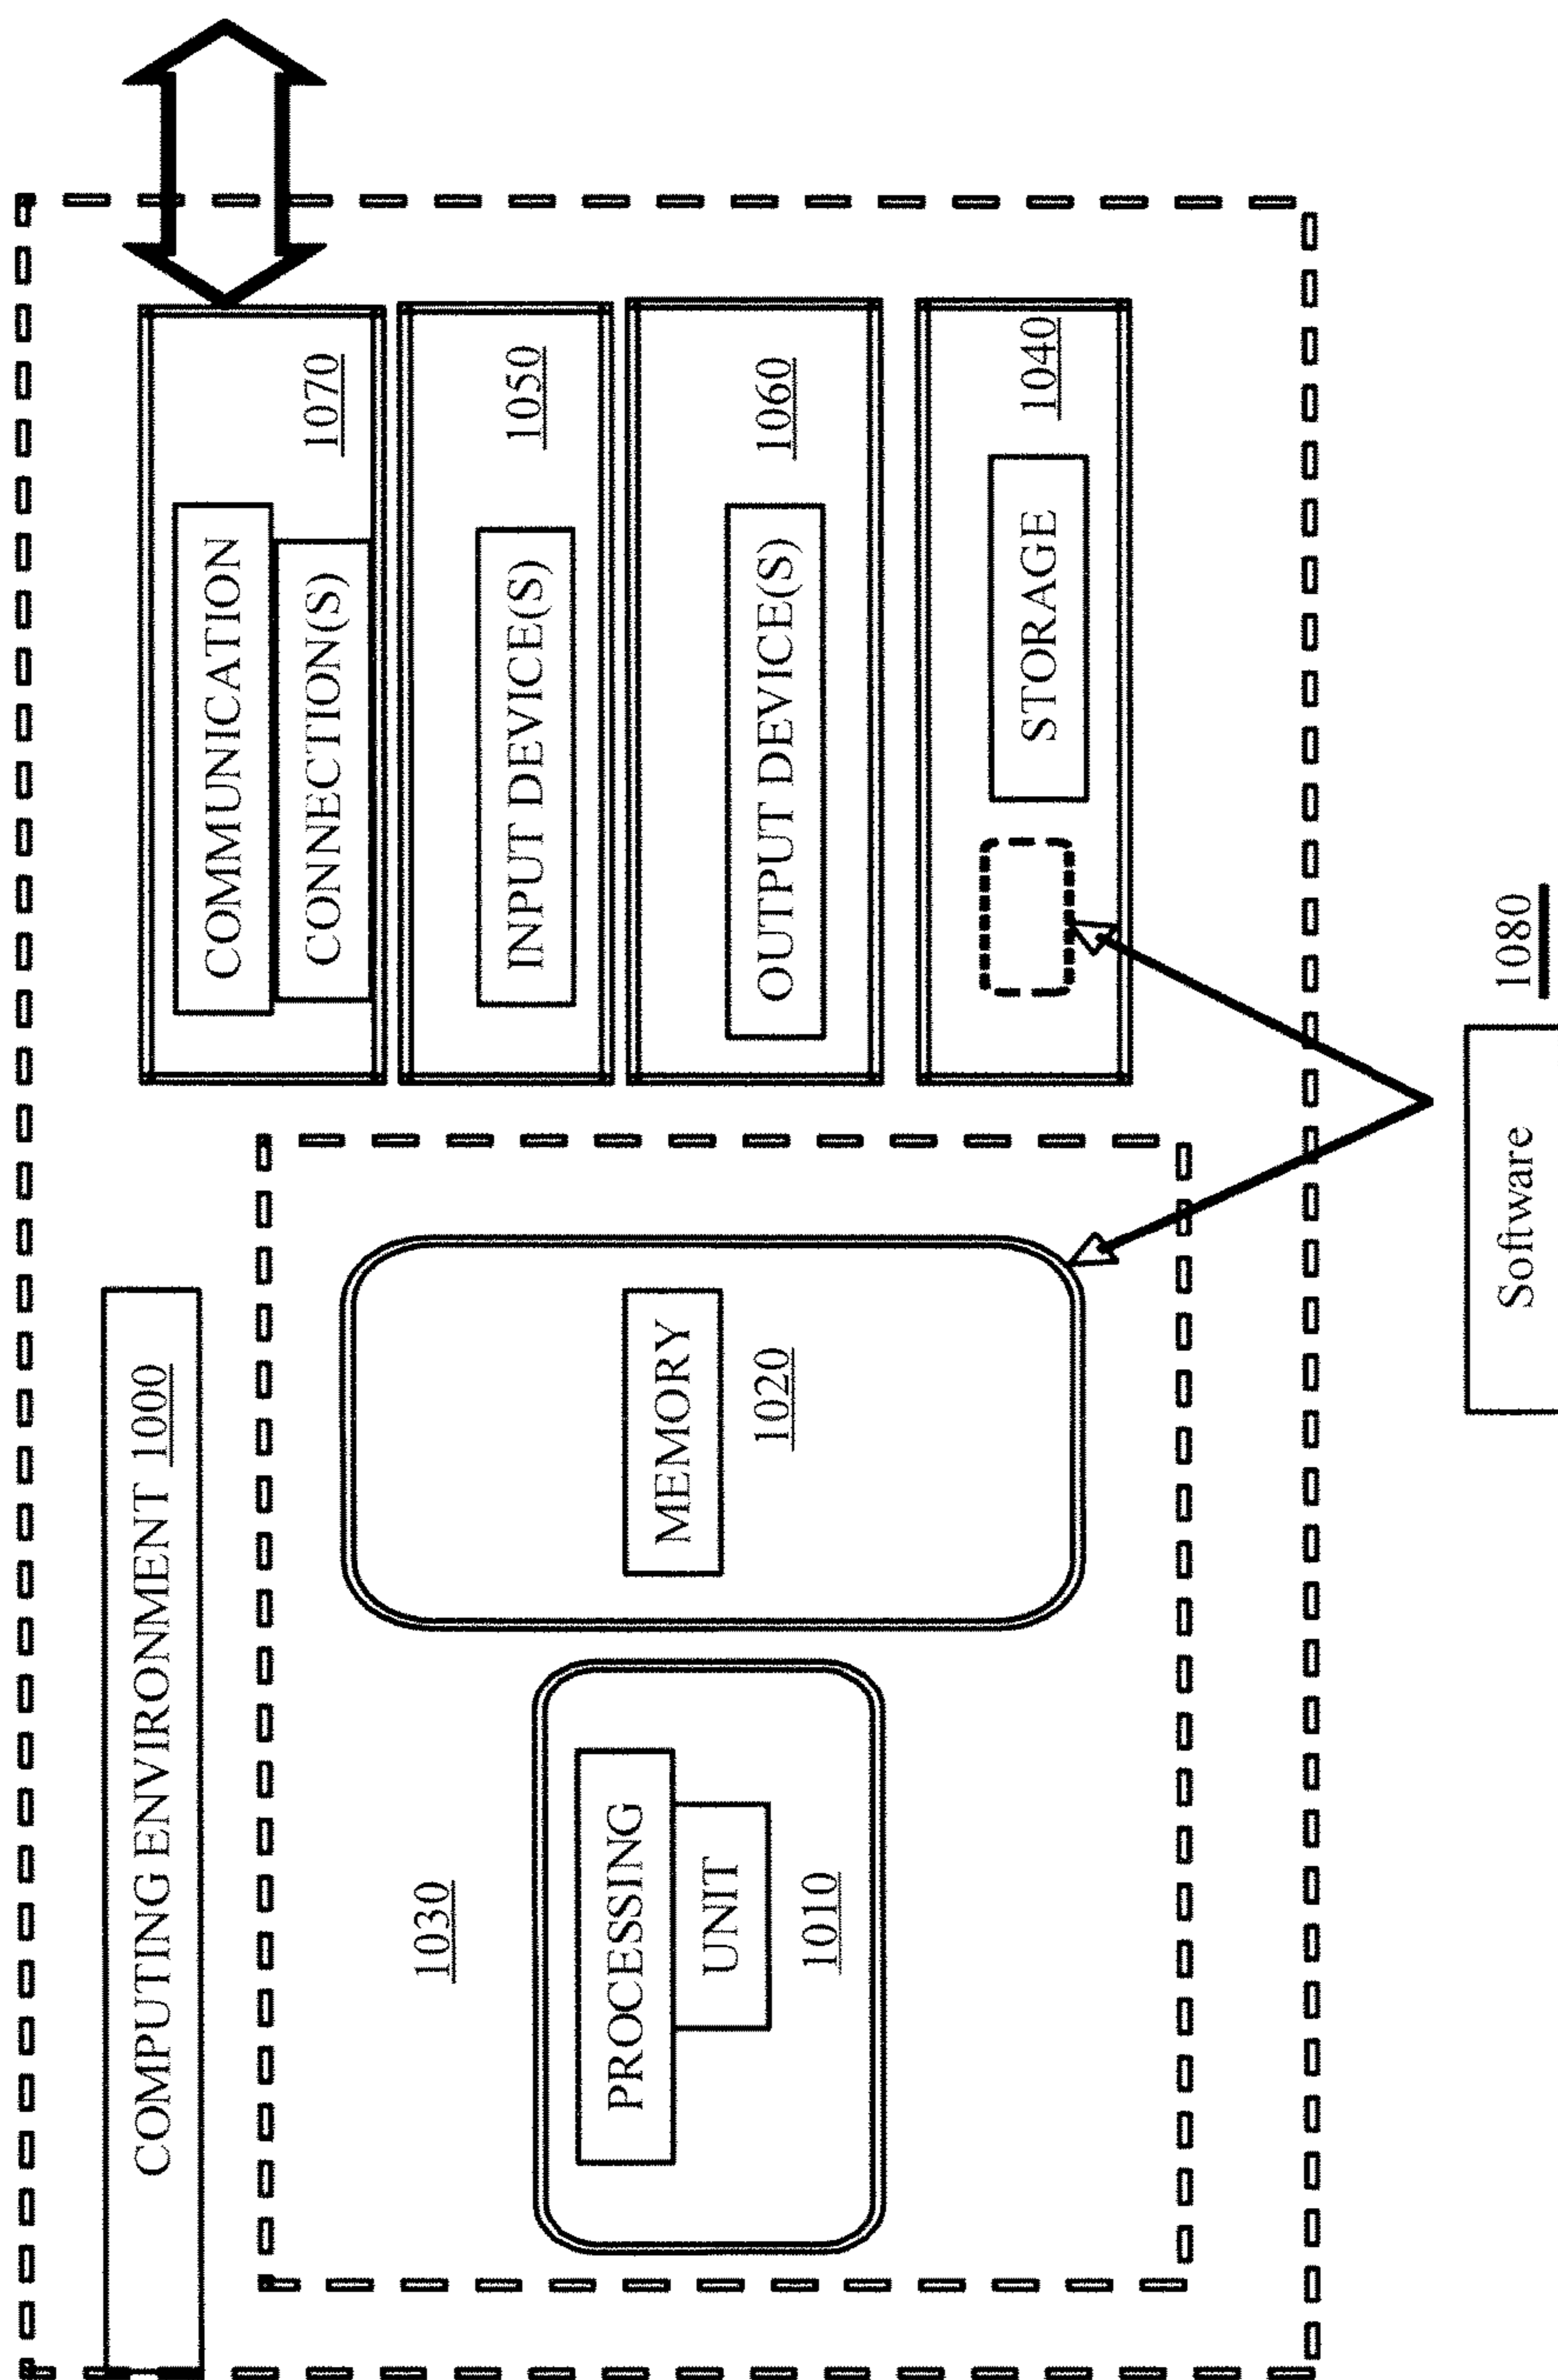 COMPUTING ENVIRONMENT 1000
COMMUNICATION
CONNECTION(S)
1070
1030
INPUT DEVICE(S)
1050
PROCESSING
UNIT
1010
MEMORY
1020
OUTPUT DEVICE(S)
1060
STORAGE
1040
Software
1080